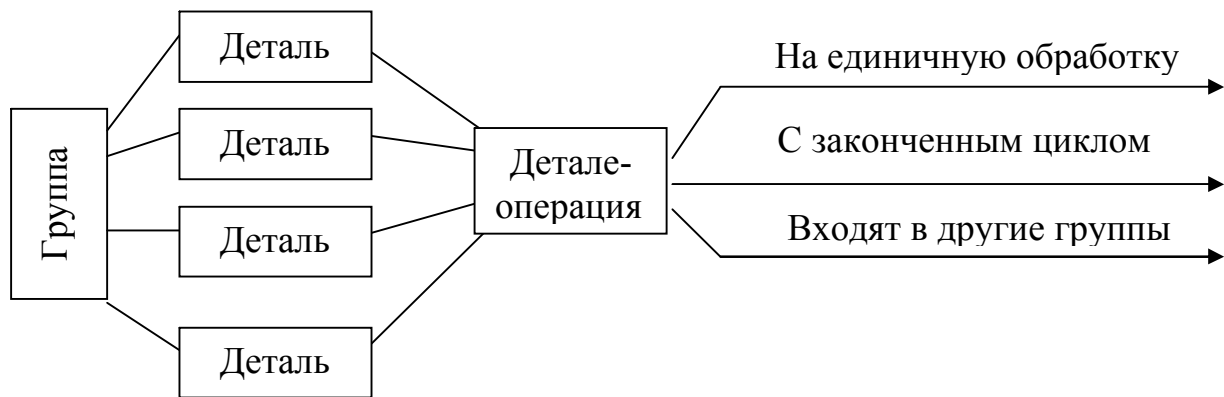 Группа
Деталь
Деталь
Деталь
Деталь
Детале-
операция
На единичную обработку
С законченным циклом
Входят в другие группы